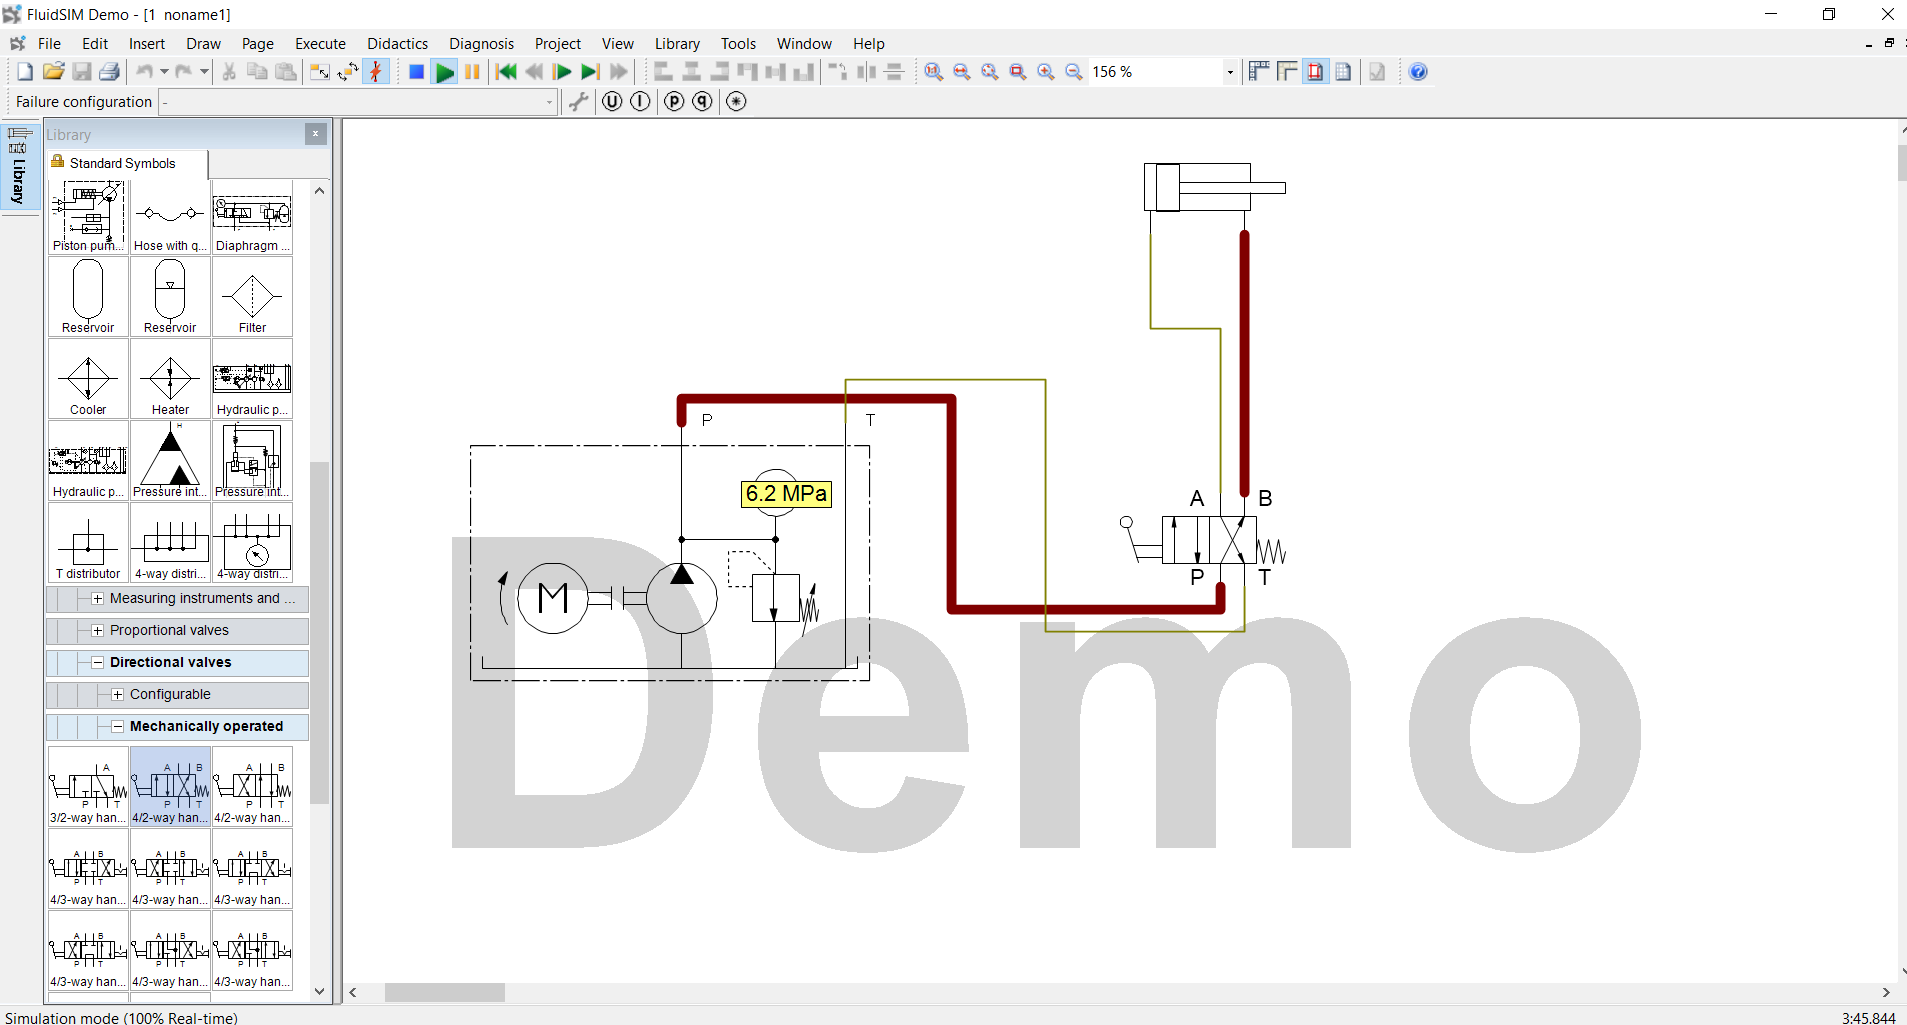 FluidSIM Demo - [1  noname1]
File Edit Insert Draw Page Execute Didactics Diagnosis Project View Library Tools Window Help
156 %
Failure configuration -
U I p q
Library
Library
Standard Symbols
Piston pum... Hose with q... Diaphragm ...
Reservoir Reservoir Filter
Cooler Heater Hydraulic p...
H
Hydraulic p... Pressure int... Pressure int...
T distributor 4-way distri... 4-way distri...
Measuring instruments and ...
Proportional valves
Directional valves
Configurable
Mechanically operated
A A B A B
P T P T P T
3/2-way han... 4/2-way han... 4/2-way han...
A B A B A B
P T P T P T
4/3-way han... 4/3-way han... 4/3-way han...
A B A B A B
P T P T P T
4/3-way han... 4/3-way han... 4/3-way han...
P T
6.2 MPa
M
A B
P T
Demo
Simulation mode (100% Real-time)
3:45.844